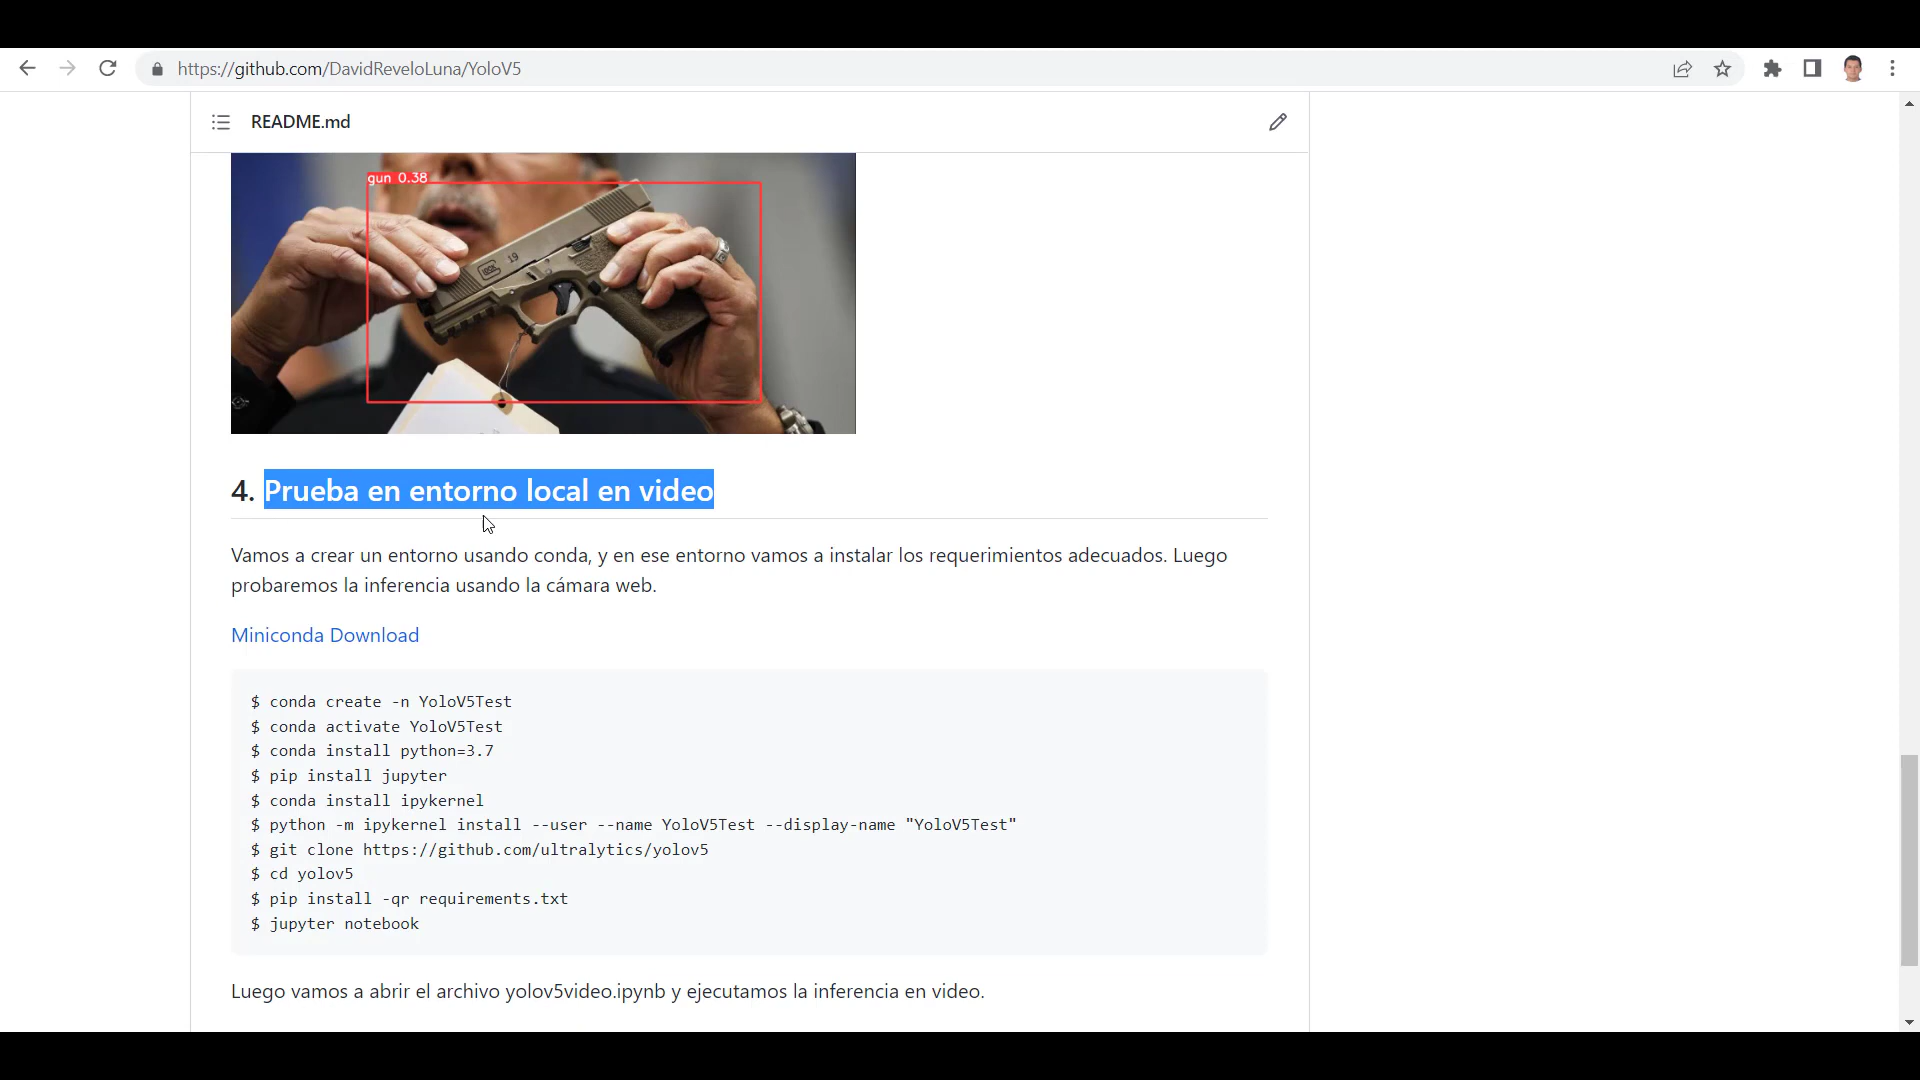 https://github.com/DavidReveloLuna/YoloV5
README.md
gun 0.38
GLOCK 19
4. Prueba en entorno local en video
Vamos a crear un entorno usando conda, y en ese entorno vamos a instalar los requerimientos adecuados. Luego
probaremos la inferencia usando la cámara web.
Miniconda Download
$ conda create -n YoloV5Test
$ conda activate YoloV5Test
$ conda install python=3.7
$ pip install jupyter
$ conda install ipykernel
$ python -m ipykernel install --user --name YoloV5Test --display-name "YoloV5Test"
$ git clone https://github.com/ultralytics/yolov5
$ cd yolov5
$ pip install -qr requirements.txt
$ jupyter notebook
Luego vamos a abrir el archivo yolov5video.ipynb y ejecutamos la inferencia en video.